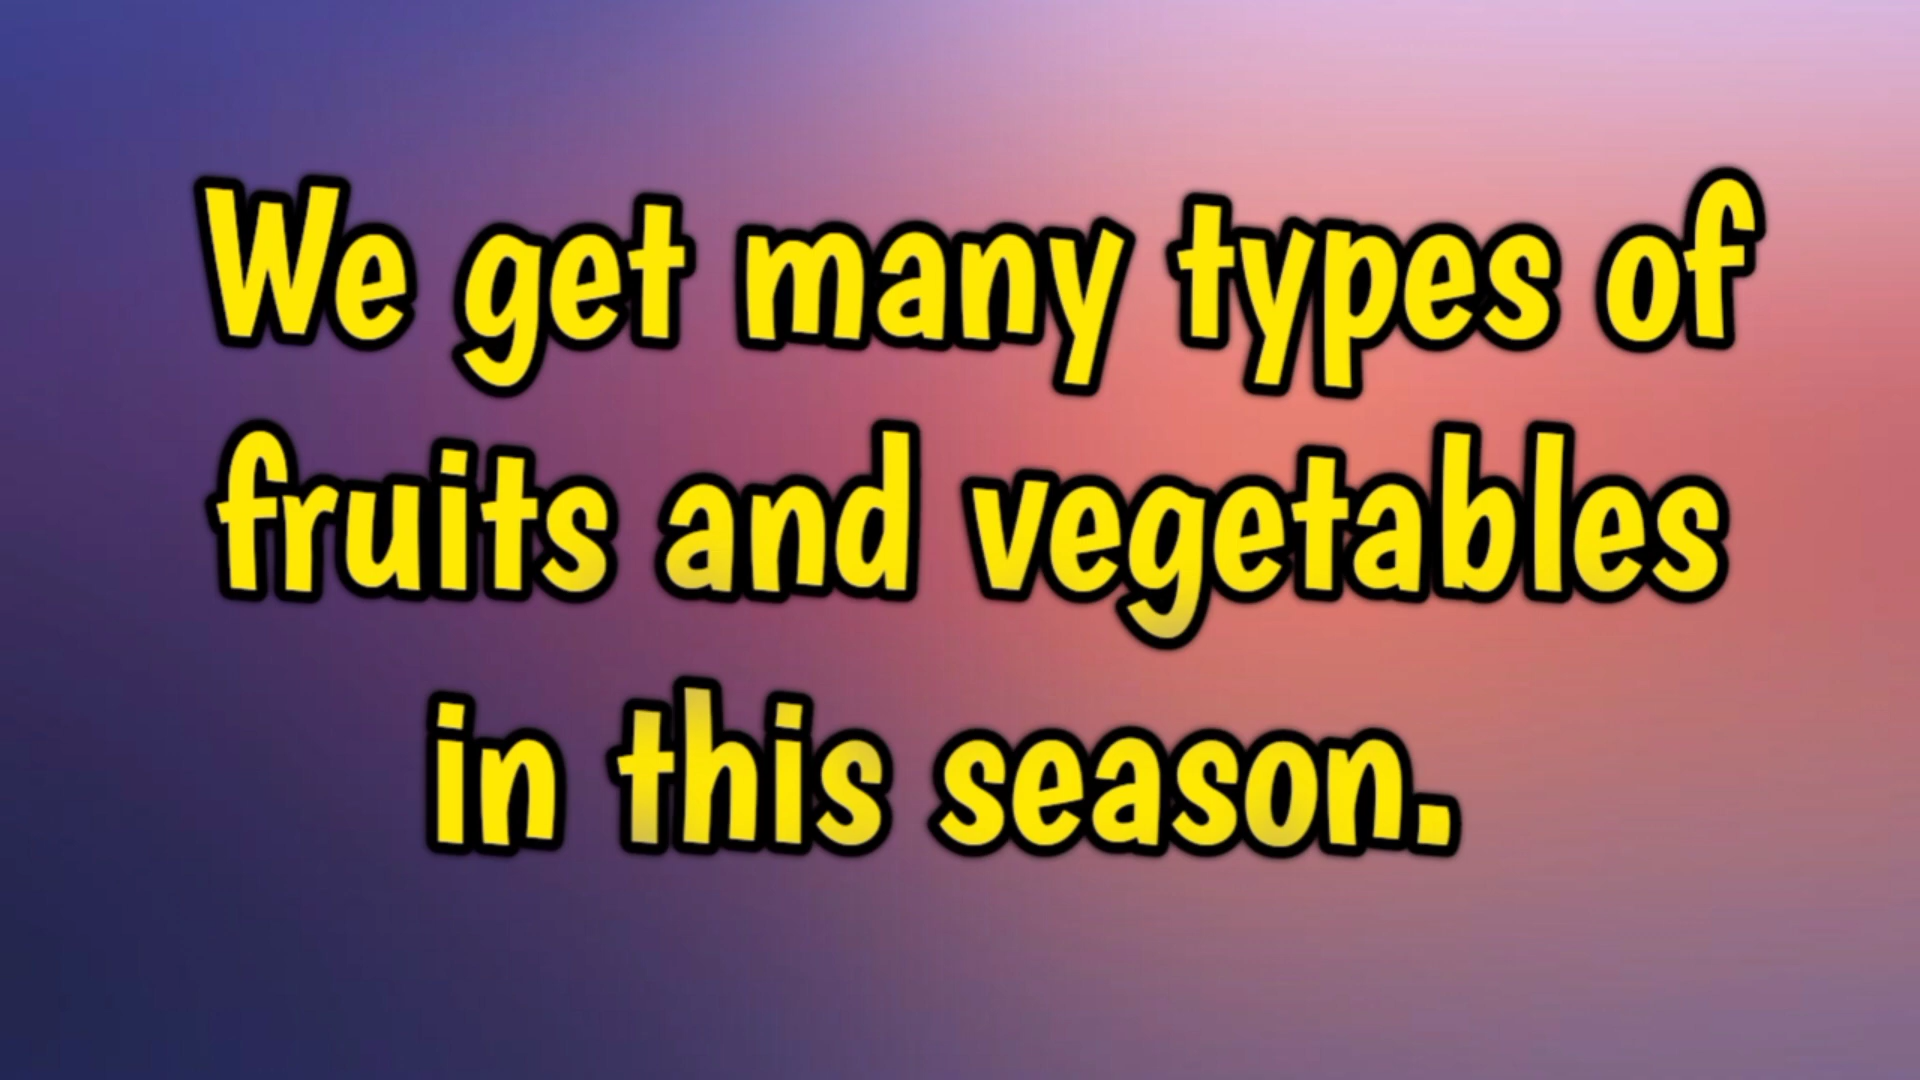 We get many types of
fruits and vegetables
in this season.